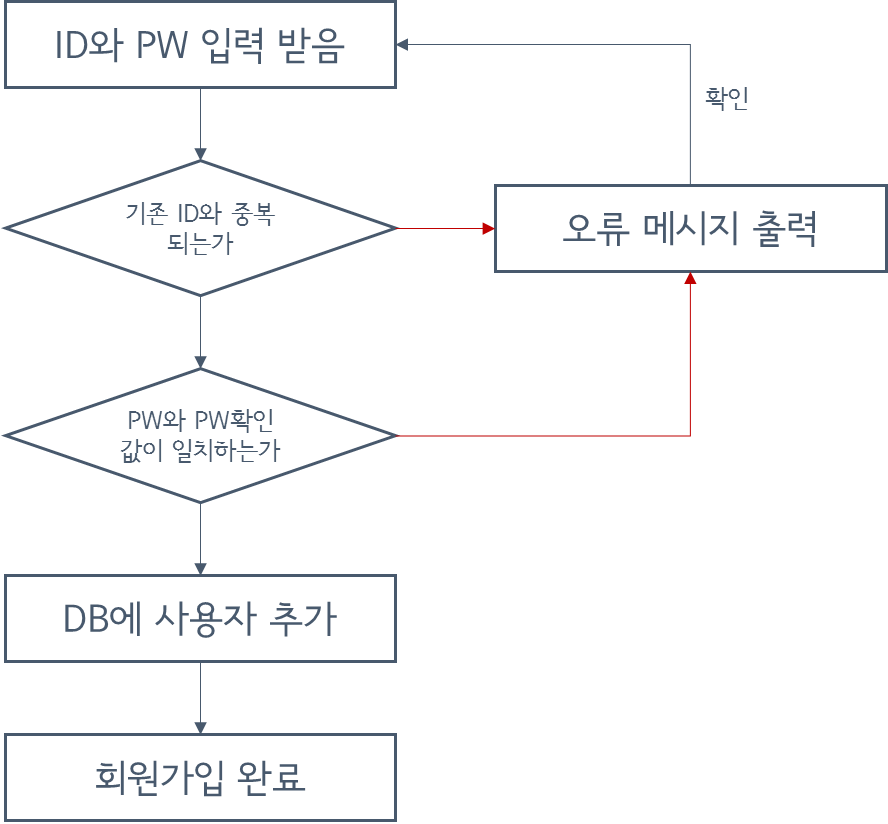 ID와 PW 입력 받음
확인
기존 ID와 중복
되는가
오류 메시지 출력
PW와 PW확인
값이 일치하는가
DB에 사용자 추가
회원가입 완료